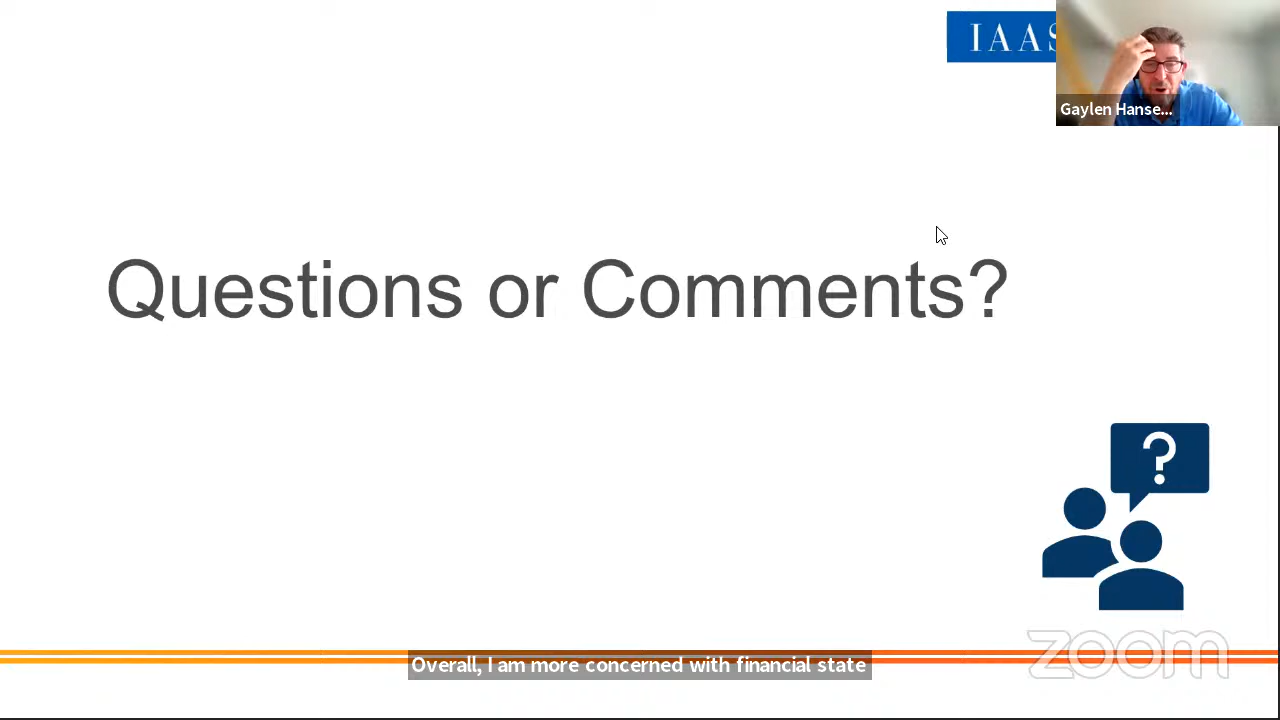 IAAS
Gaylen Hanse...
Questions or Comments?
?
zoom
Overall, I am more concerned with financial state